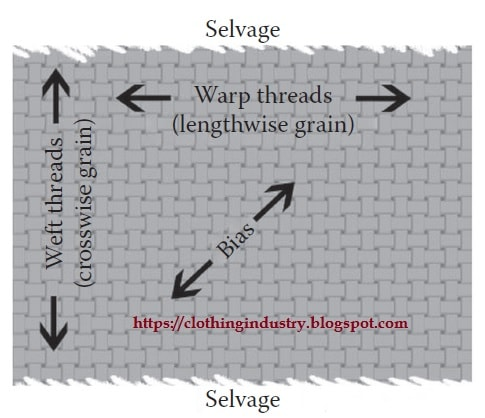 Selvage
Warp threads
(lengthwise grain)
Weft threads
(crosswise grain)
Bias
https://clothingindustry.blogspot.com
Selvage